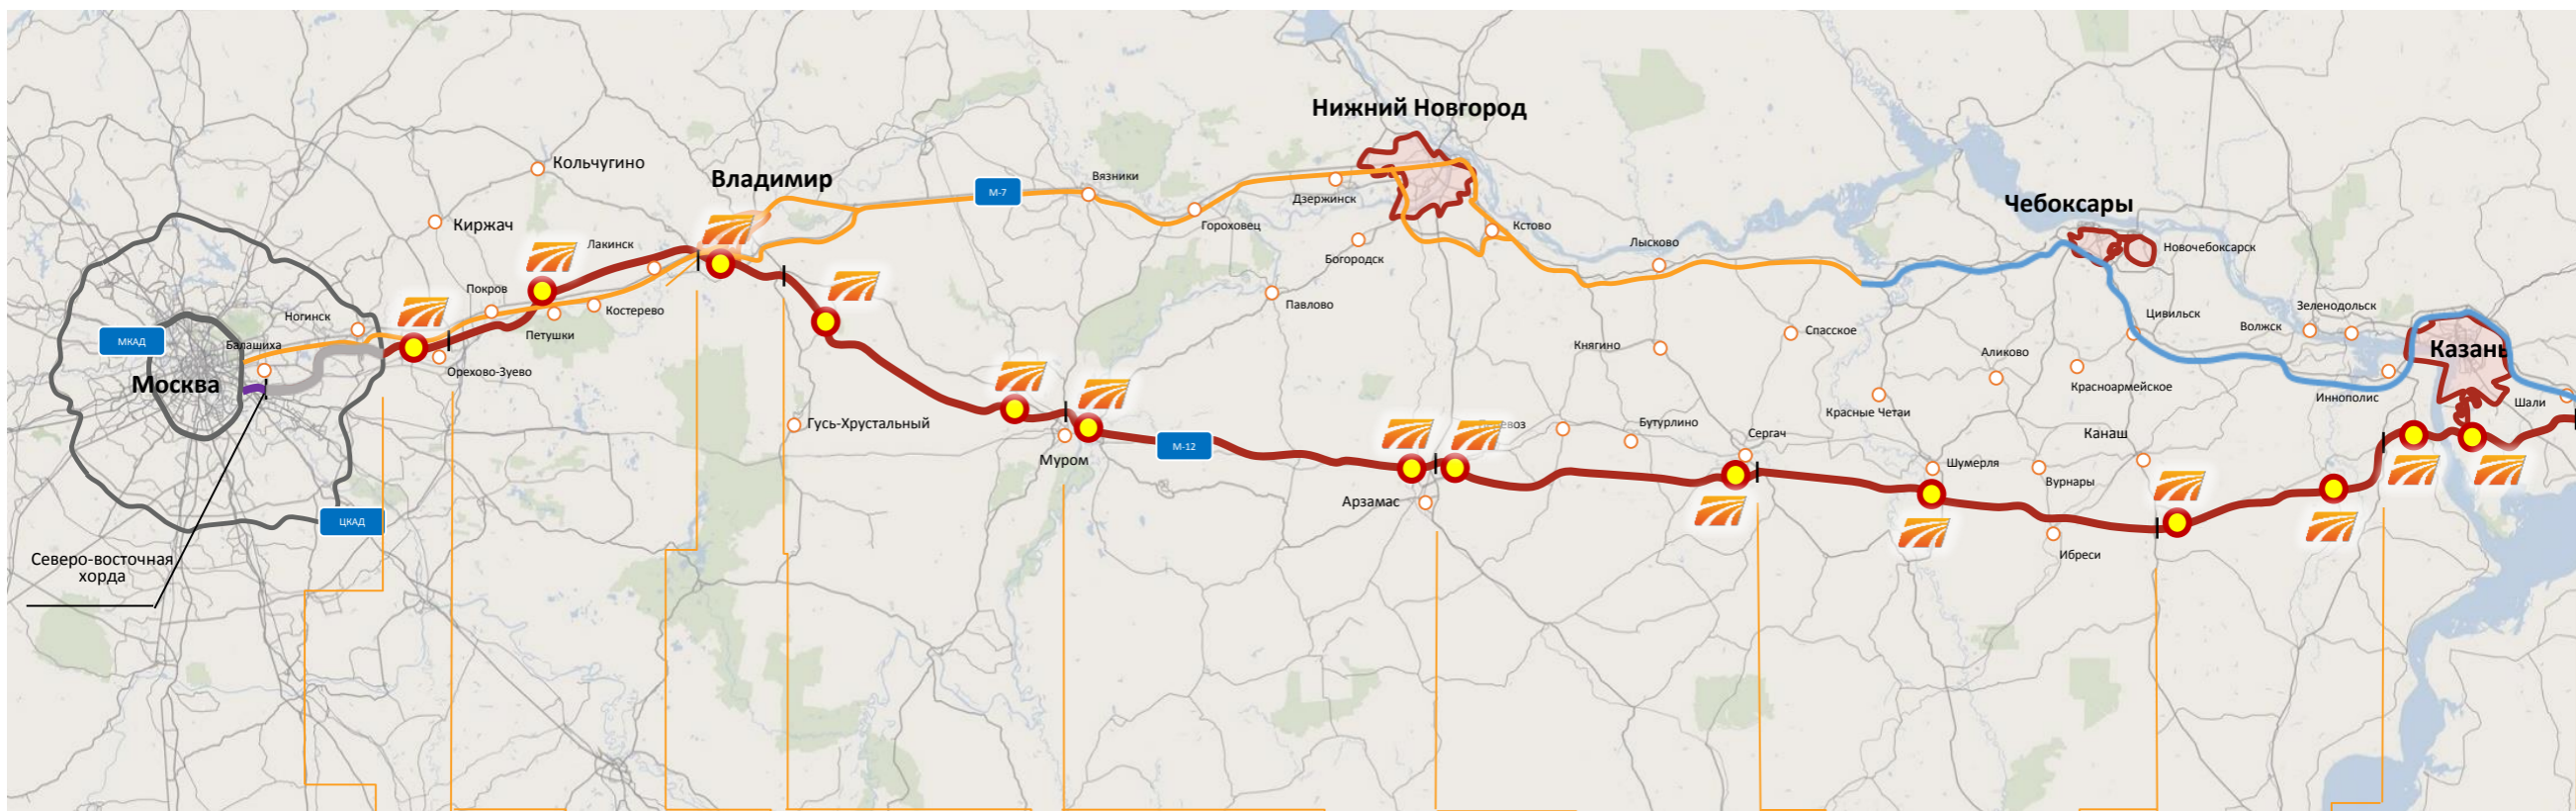 Нижний Новгород
Кольчугино
Владимир
М-7
Вязники
Дзержинск
Гороховец
Кстово
Чебоксары
Новочебоксарск
Киржач
Лакинск
Богородск
Лысково
Покров
Ногинск
Петушки
Костерево
Павлово
Спасское
Цивильск
Зеленодольск
Волжск
МКАД
Балашиха
Москва
Орехово-Зуево
Княгино
Аликово
Красноармейское
Казань
Иннополис
Шали
Гусь-Хрустальный
Красные Четаи
Бутурлино
Сергач
Канаш
Муром
М-12
Шумерля
Вурнары
Арзамас
ЦКАД
Ибреси
Северо-восточная
хорда